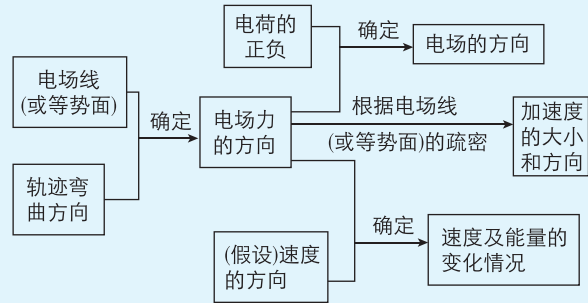 电荷的
正负
确定
电场的方向
电场线
(或等势面)
确定
电场力
的方向
根据电场线
(或等势面)的疏密
加速度
的大小
和方向
轨迹弯
曲方向
(假设)速度
的方向
确定
速度及能量的
变化情况